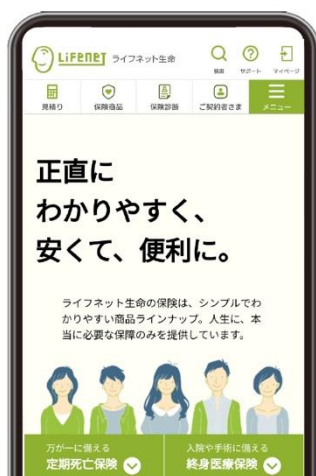 LIFENET ライフネット生命
検索 サポート マイページ
見積り 保険商品 保険診断 ご契約者さま メニュー
正直に
わかりやすく、
安くて、便利に。
ライフネット生命の保険は、シンプルでわ
かりやすい商品ラインナップ。人生に、本
当に必要な保障のみを提供しています。
万が一に備える 入院や手術に備える
定期死亡保険 終身医療保険